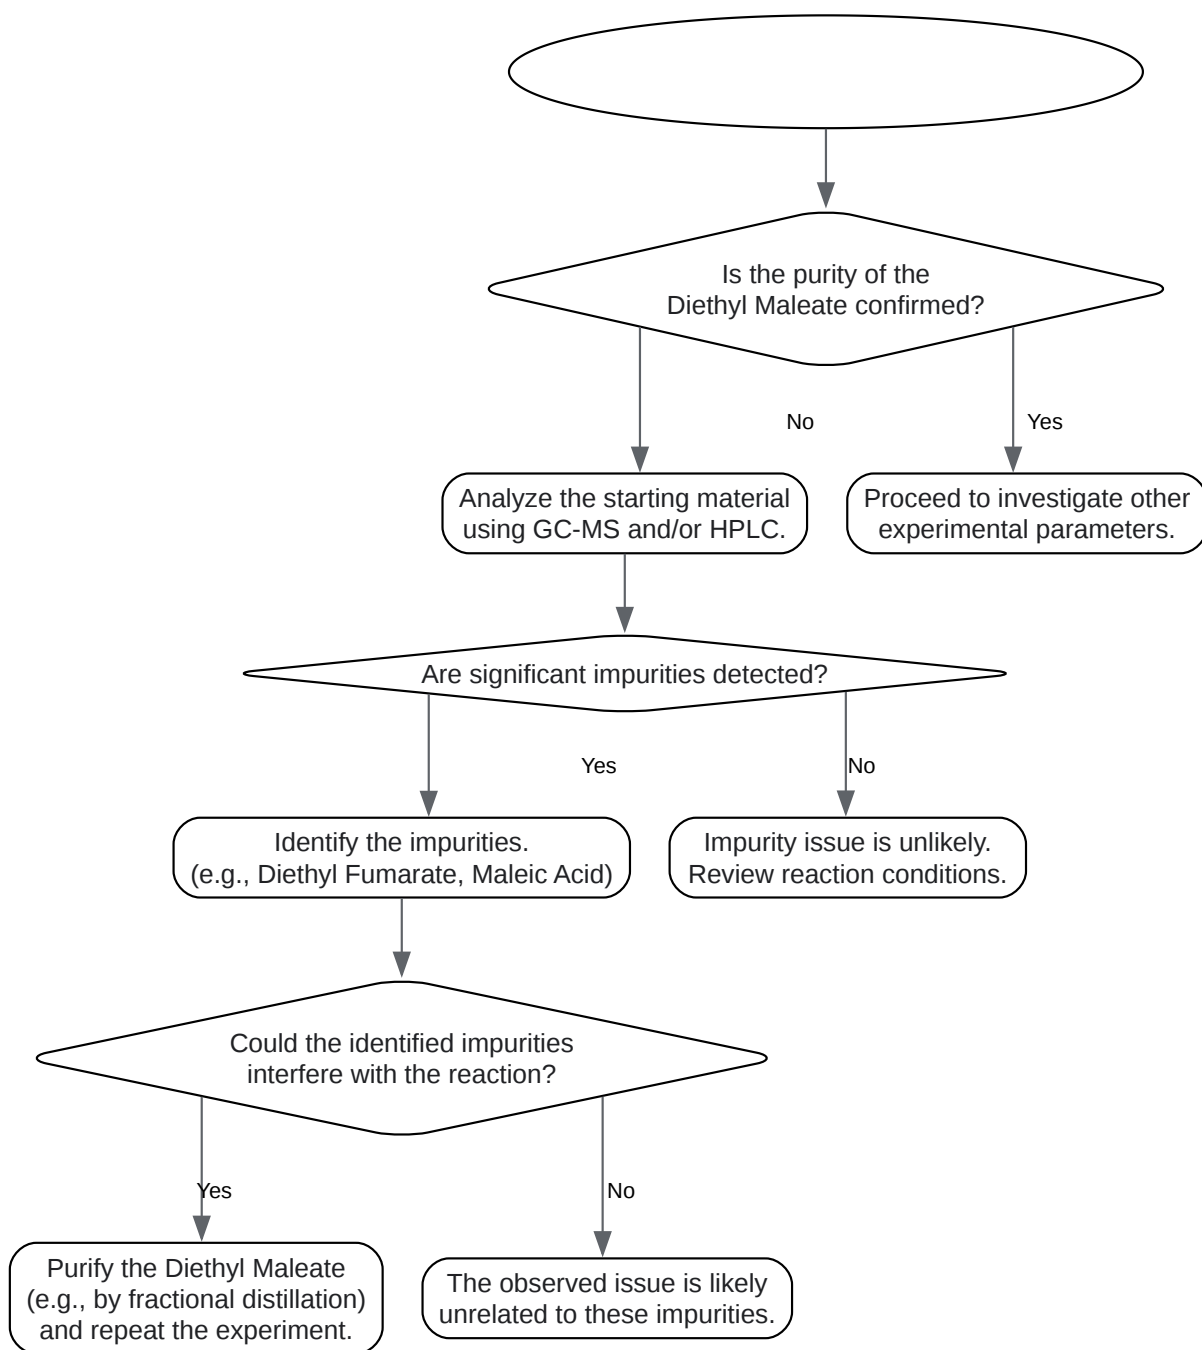 Is the purity of the
Diethyl Maleate confirmed?
No
Yes
Analyze the starting material
using GC-MS and/or HPLC.
Proceed to investigate other
experimental parameters.
Are significant impurities detected?
Yes
No
Identify the impurities.
(e.g., Diethyl Fumarate, Maleic Acid)
Impurity issue is unlikely.
Review reaction conditions.
Could the identified impurities
interfere with the reaction?
Yes
No
Purify the Diethyl Maleate
(e.g., by fractional distillation)
and repeat the experiment.
The observed issue is likely
unrelated to these impurities.